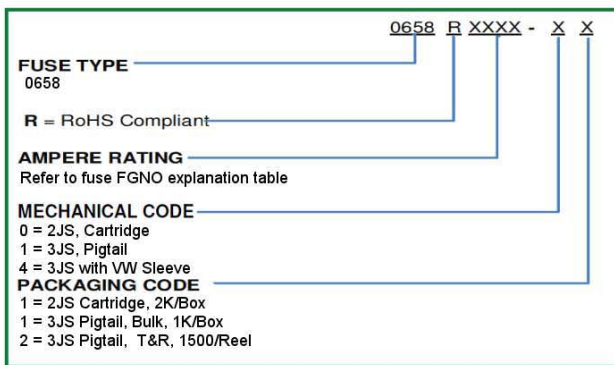 0658 R XXXX - X X
FUSE TYPE
0658
R = RoHS Compliant
AMPERE RATING
Refer to fuse FGNO explanation table
MECHANICAL CODE
0 = 2JS, Cartridge
1 = 3JS, Pigtail
4 = 3JS with VW Sleeve
PACKAGING CODE
1 = 2JS Cartridge, 2K/Box
1 = 3JS Pigtail, Bulk, 1K/Box
2 = 3JS Pigtail, T&R, 1500/Reel